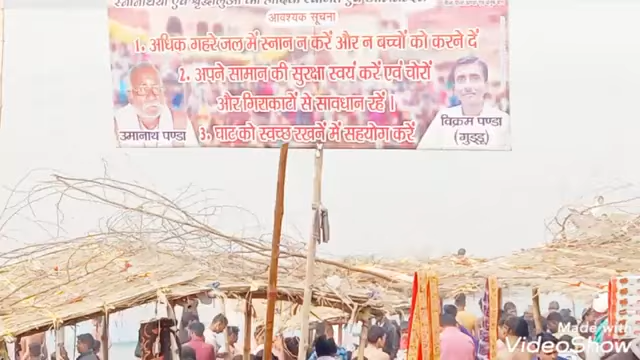 आवश्यक सूचना
1. अधिक गहरे जल में स्नान न करें और न बच्चों को करने दें
2. अपने सामान की सुरक्षा स्वयं करें एवं चोरों
और गिराकाटों से सावधान रहें।
3. घाट को स्वच्छ रखनें में सहयोग करें
उमानाथ पण्डा
विक्रम पण्डा
(गुड्डू)
Made with
VideoShow